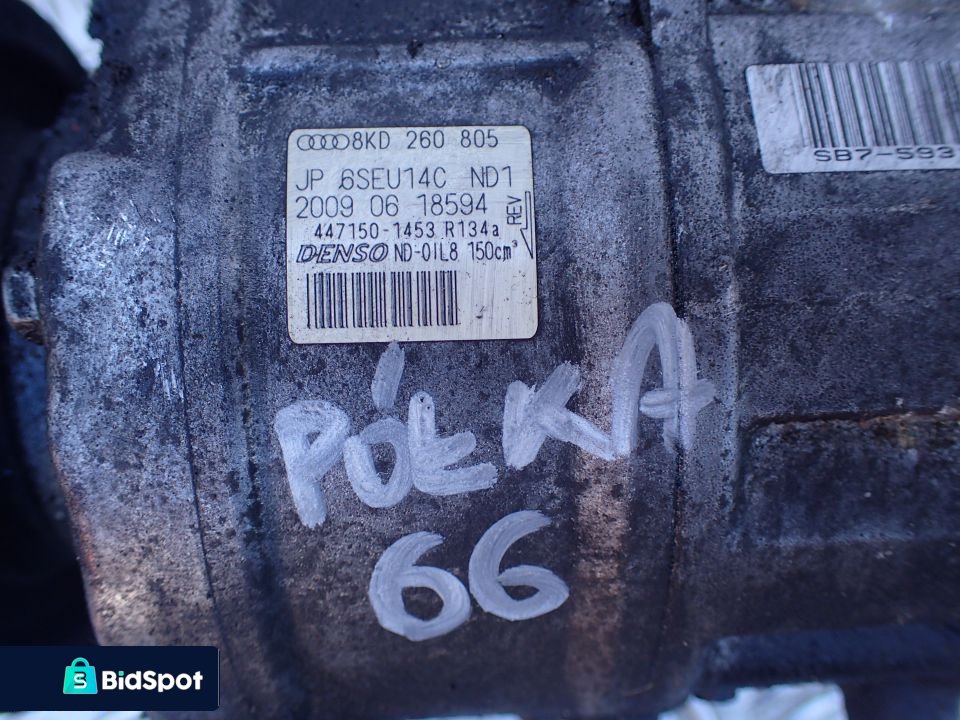 8KD 260 805
JP 6SEU14C ND1
2009 06 18594
REV
447150-1453 R134a
DENSO ND-OIL8 150cm³
SB7-593
PÓŁKA
66
BidSpot